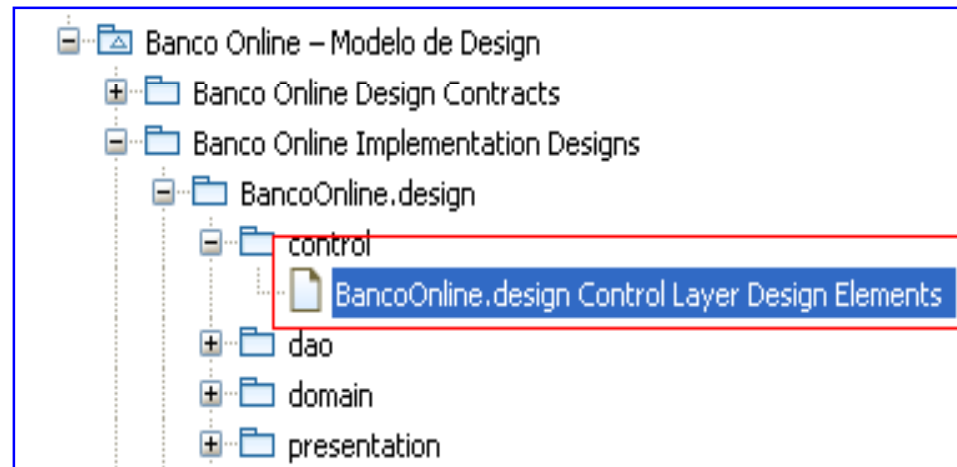 Banco Online – Modelo de Design
Banco Online Design Contracts
Banco Online Implementation Designs
BancoOnline.design
control
BancoOnline.design Control Layer Design Elements
dao
domain
presentation